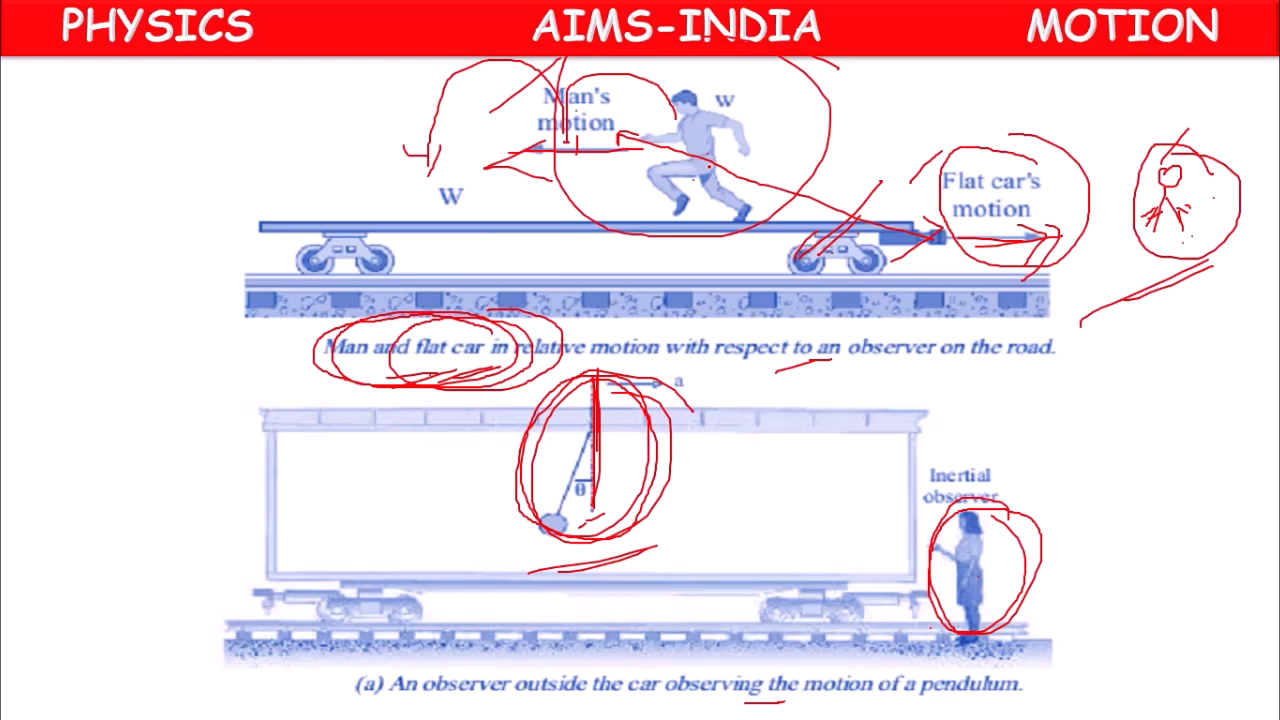 PHYSICS AIMS-INDIA MOTION
Man's
motion
W
W
Flat car's
motion
Man and flat car in relative motion with respect to an observer on the road.
a
θ
Inertial
observer
(a) An observer outside the car observing the motion of a pendulum.